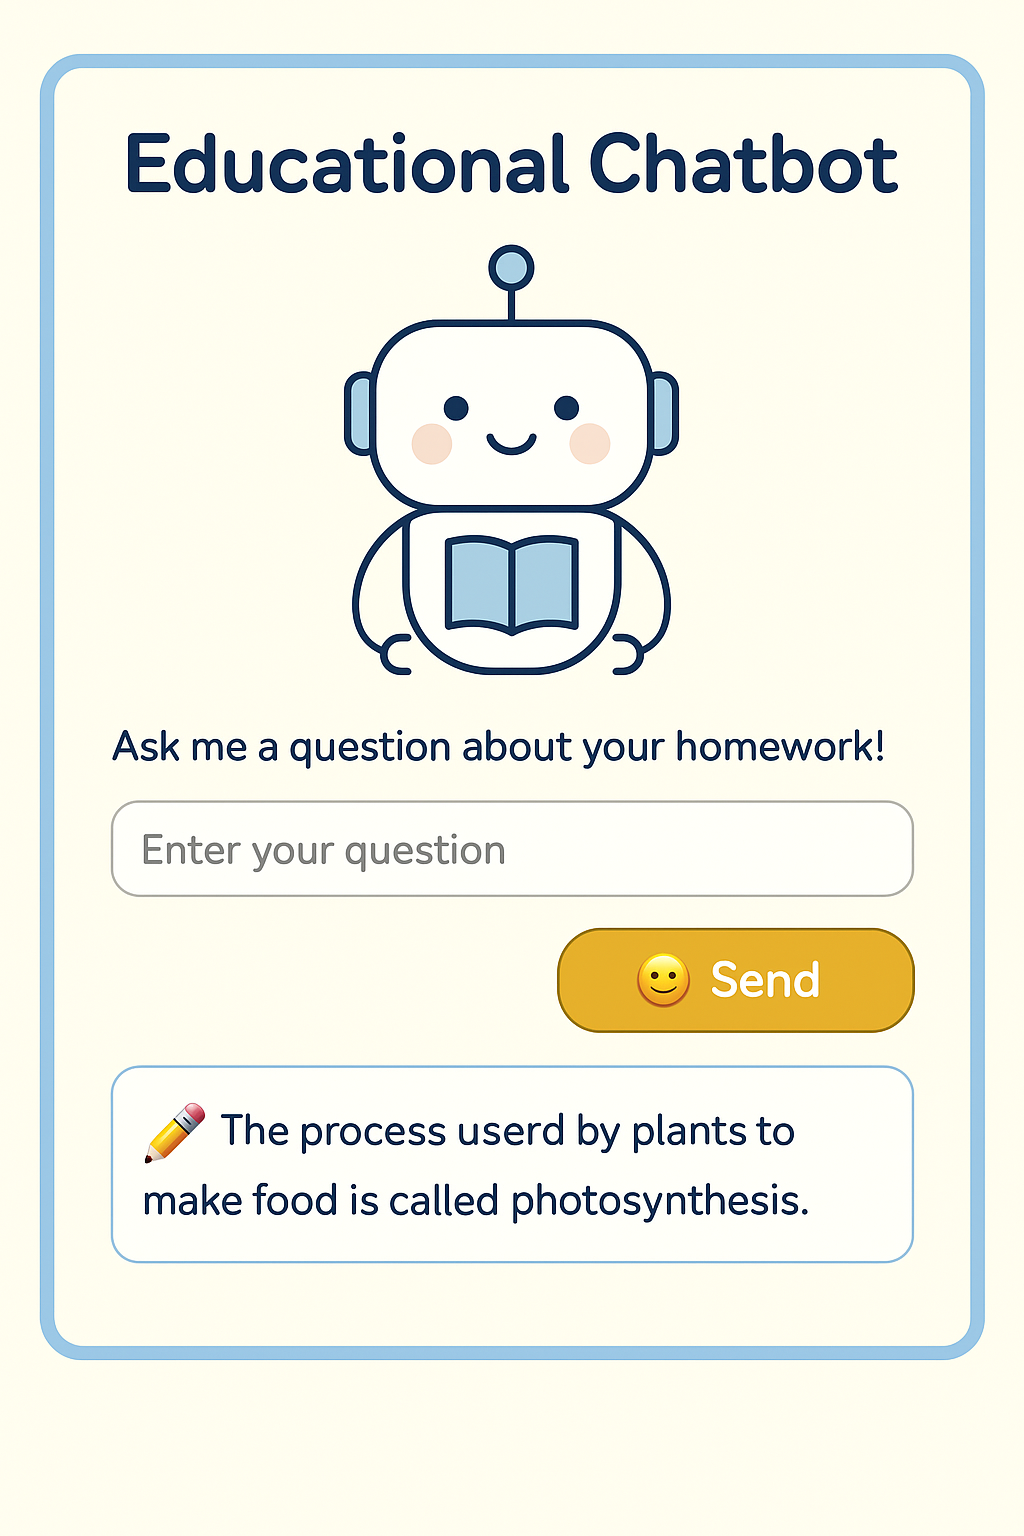 Educational Chatbot
Ask me a question about your homework!
Enter your question
Send
The process userd by plants to
make food is called photosynthesis.